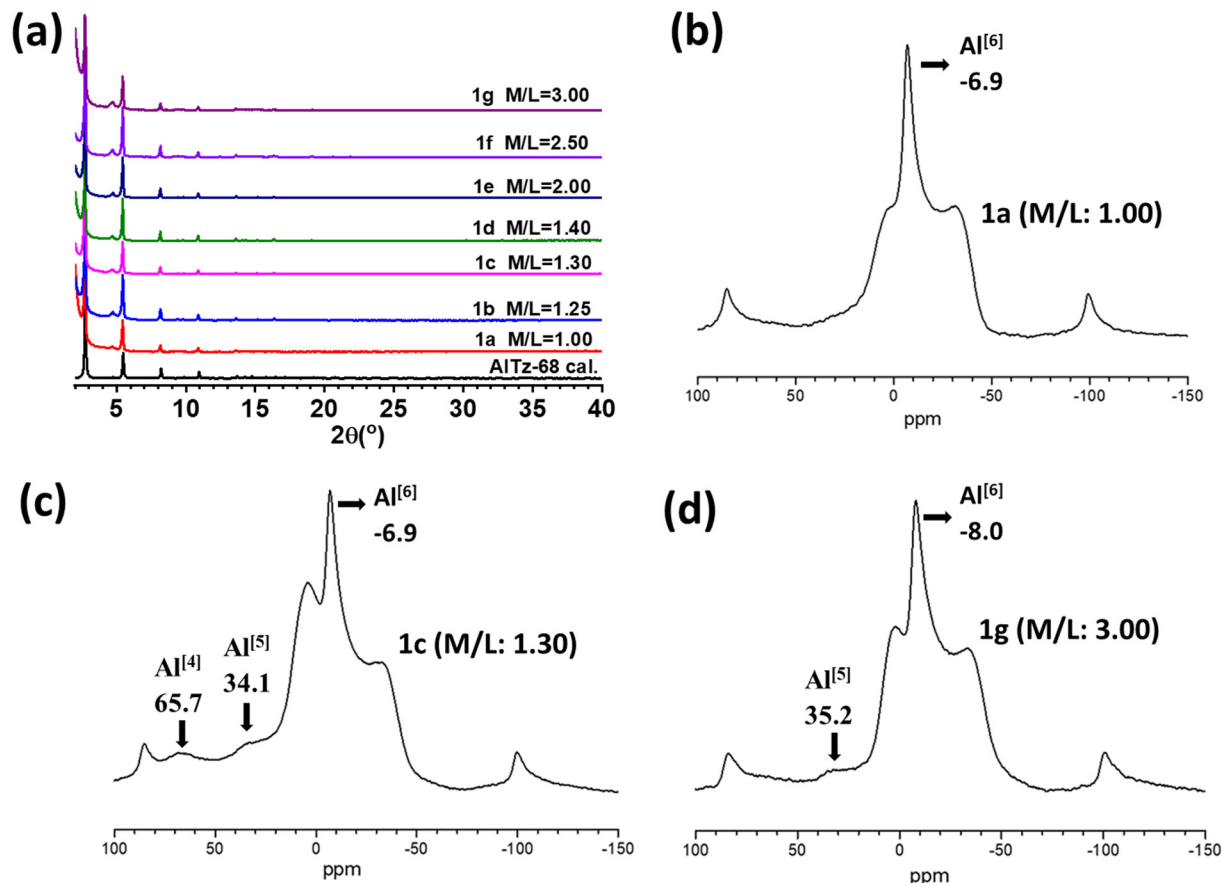 (a)
1g M/L=3.00
1f M/L=2.50
1e M/L=2.00
1d M/L=1.40
1c M/L=1.30
1b M/L=1.25
1a M/L=1.00
AlTz-68 cal.
5 10 15 20 25 30 35 40
2θ(°)
(b)
Al[6]
-6.9
1a (M/L: 1.00)
100 50 0 -50 -100 -150
ppm
(c)
Al[6]
-6.9
1c (M/L: 1.30)
Al[4]
65.7
Al[5]
34.1
100 50 0 -50 -100 -150
ppm
(d)
Al[6]
-8.0
1g (M/L: 3.00)
Al[5]
35.2
100 50 0 -50 -100 -150
ppm